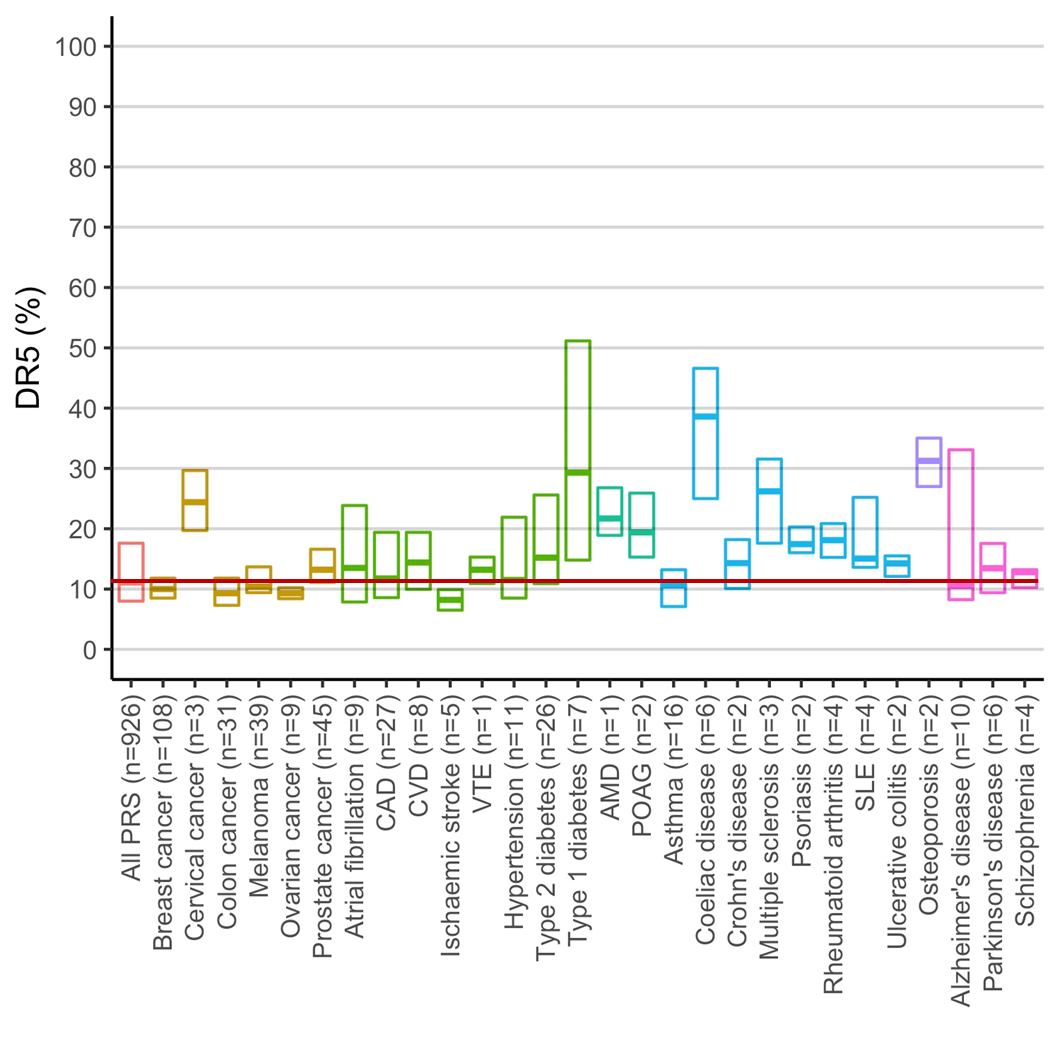 100
90
80
70
60
50
40
30
20
10
0
DR5 (%)
All PRS (n=926)
Breast cancer (n=108)
Cervical cancer (n=3)
Colon cancer (n=31)
Melanoma (n=39)
Ovarian cancer (n=9)
Prostate cancer (n=45)
Atrial fibrillation (n=9)
CAD (n=27)
CVD (n=8)
Ischaemic stroke (n=5)
VTE (n=1)
Hypertension (n=11)
Type 2 diabetes (n=26)
Type 1 diabetes (n=7)
AMD (n=1)
POAG (n=2)
Asthma (n=16)
Coeliac disease (n=6)
Crohn's disease (n=2)
Multiple sclerosis (n=3)
Psoriasis (n=2)
Rheumatoid arthritis (n=4)
SLE (n=4)
Ulcerative colitis (n=2)
Osteoporosis (n=2)
Alzheimer's disease (n=10)
Parkinson's disease (n=6)
Schizophrenia (n=4)